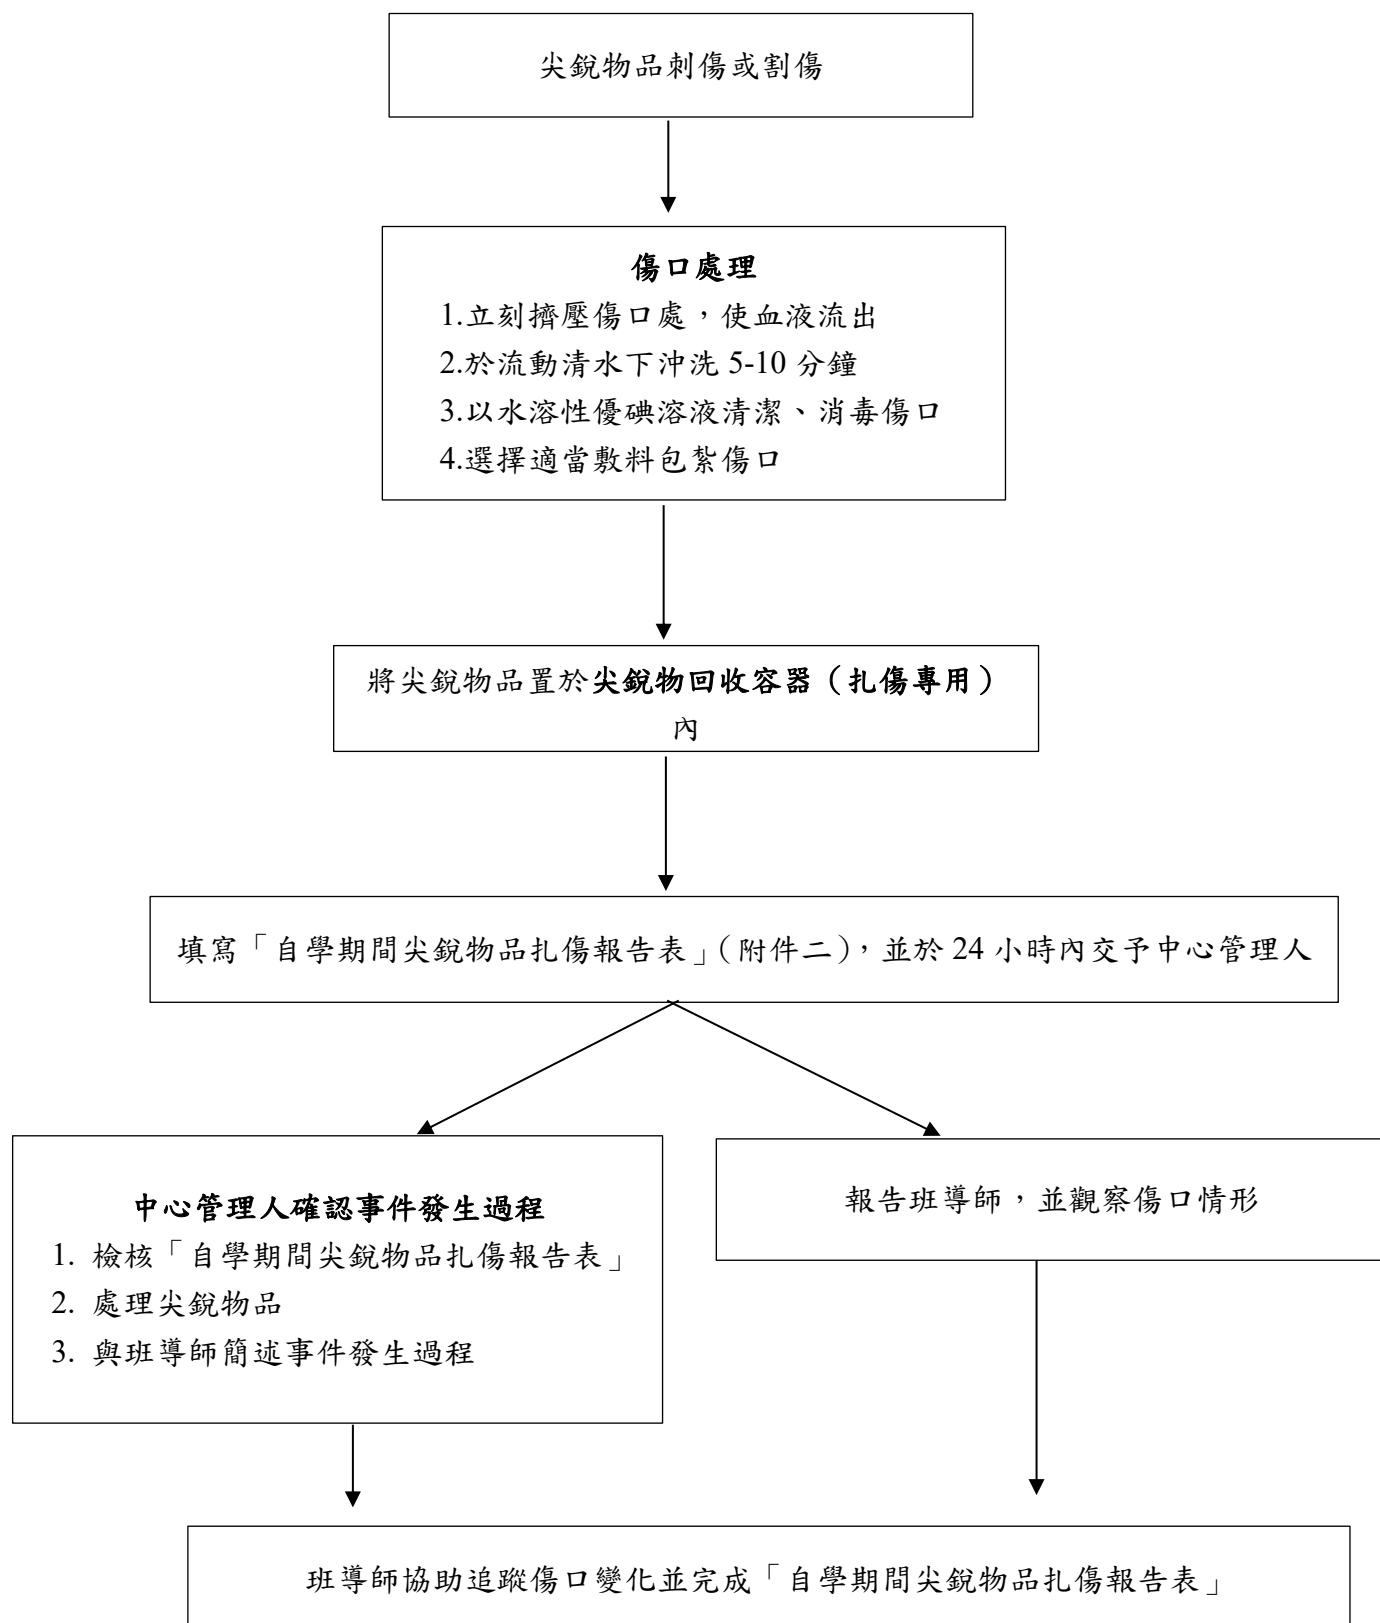 尖銳物品刺傷或割傷
傷口處理
1.立刻擠壓傷口處，使血液流出
2.於流動清水下沖洗 5-10 分鐘
3.以水溶性優碘溶液清潔、消毒傷口
4.選擇適當敷料包紮傷口
將尖銳物品置於尖銳物回收容器（扎傷專用）
內
填寫「自學期間尖銳物品扎傷報告表」（附件二），並於 24 小時內交予中心管理人
中心管理人確認事件發生過程
1. 檢核「自學期間尖銳物品扎傷報告表」
2. 處理尖銳物品
3. 與班導師簡述事件發生過程
報告班導師，並觀察傷口情形
班導師協助追蹤傷口變化並完成「自學期間尖銳物品扎傷報告表」